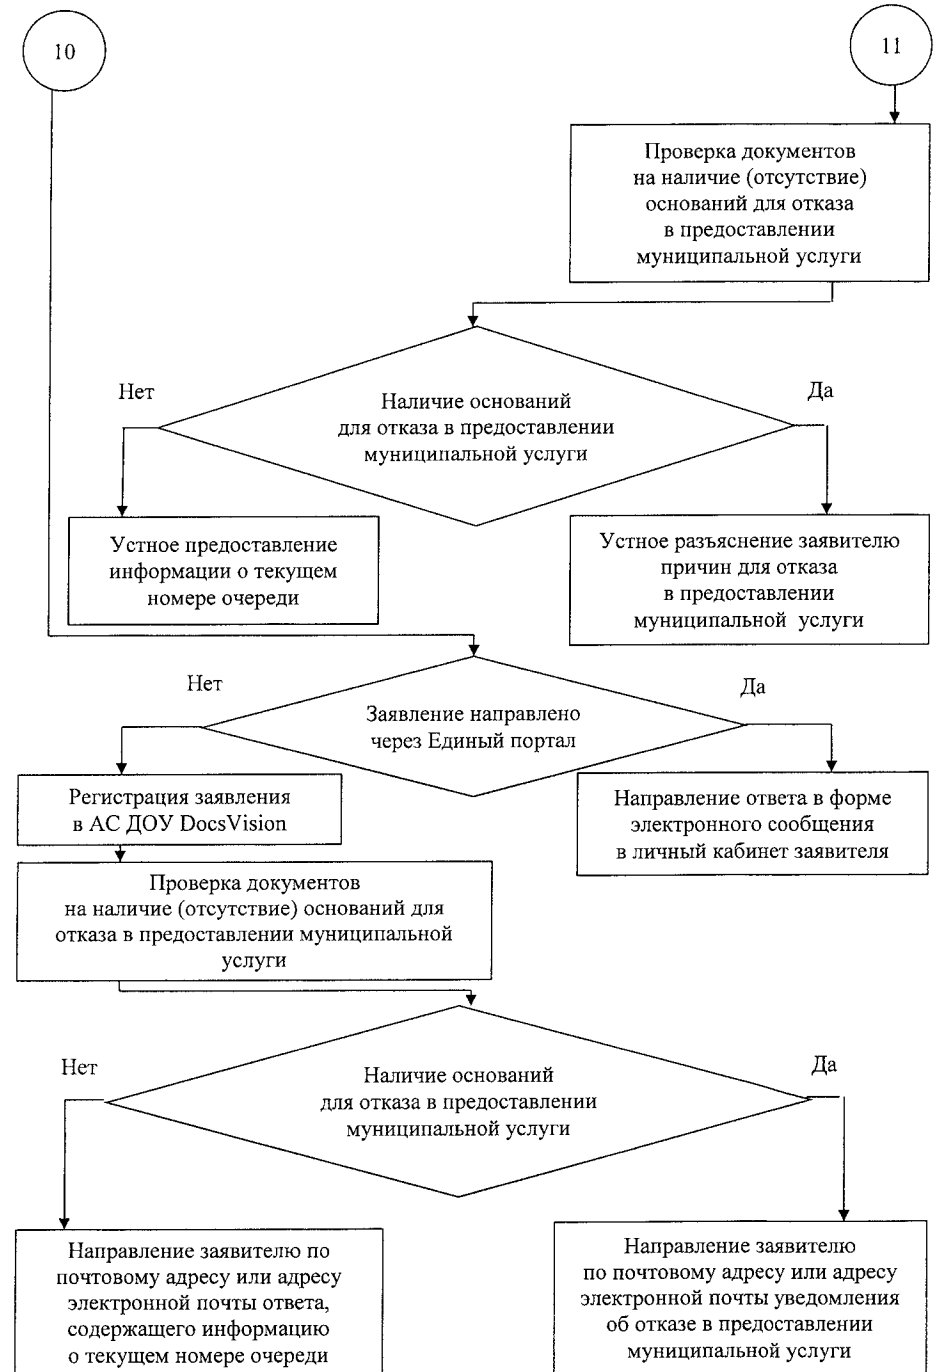 10
11
Проверка документов
на наличие (отсутствие)
оснований для отказа
в предоставлении
муниципальной услуги
Нет
Да
Наличие оснований
для отказа в предоставлении
муниципальной услуги
Устное предоставление
информации о текущем
номере очереди
Устное разъяснение заявителю
причин для отказа
в предоставлении
муниципальной услуги
Нет
Да
Заявление направлено
через Единый портал
Регистрация заявления
в АС ДОУ DocsVision
Направление ответа в форме
электронного сообщения
в личный кабинет заявителя
Проверка документов
на наличие (отсутствие) оснований для
отказа в предоставлении муниципальной
услуги
Нет
Да
Наличие оснований
для отказа в предоставлении
муниципальной услуги
Направление заявителю по
почтовому адресу или адресу
электронной почты ответа,
содержащего информацию
о текущем номере очереди
Направление заявителю
по почтовому адресу или адресу
электронной почты уведомления
об отказе в предоставлении
муниципальной услуги